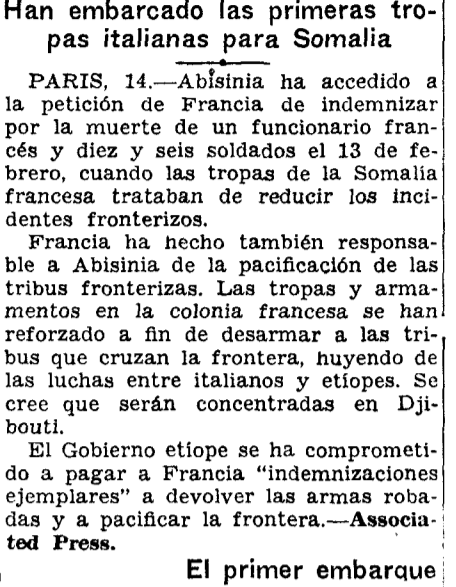 Han embarcado las primeras tro-
pas italianas para Somalia
PARIS, 14.—Abisinia ha accedido a
la petición de Francia de indemnizar
por la muerte de un funcionario fran-
cés y diez y seis soldados el 13 de fe-
brero, cuando las tropas de la Somalia
francesa trataban de reducir los inci-
dentes fronterizos.
Francia ha hecho también responsa-
ble a Abisinia de la pacificación de las
tribus fronterizas. Las tropas y arma-
mentos en la colonia francesa se han
reforzado a fin de desarmar a las tri-
bus que cruzan la frontera, huyendo de
las luchas entre italianos y etíopes. Se
cree que serán concentradas en Dji-
bouti.
El Gobierno etíope se ha comprometi-
do a pagar a Francia "indemnizaciones
ejemplares" a devolver las armas roba-
das y a pacificar la frontera.—Associa-
ted Press.
El primer embarque